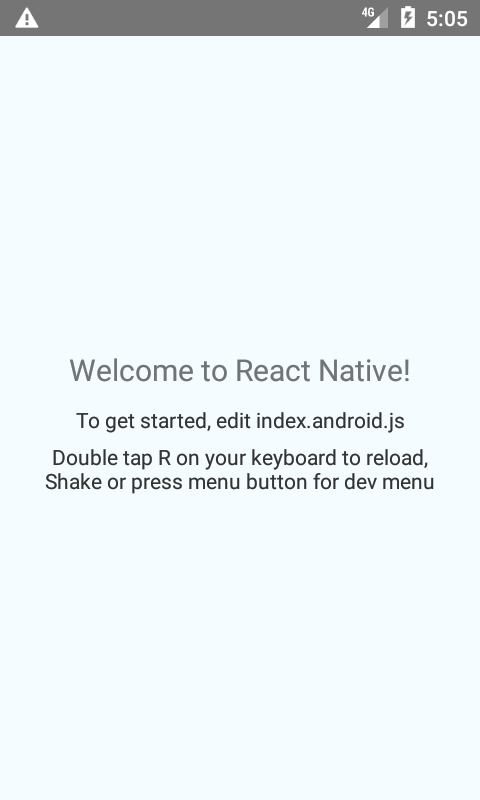 4G 5:05
Welcome to React Native!
To get started, edit index.android.js
Double tap R on your keyboard to reload,
Shake or press menu button for dev menu